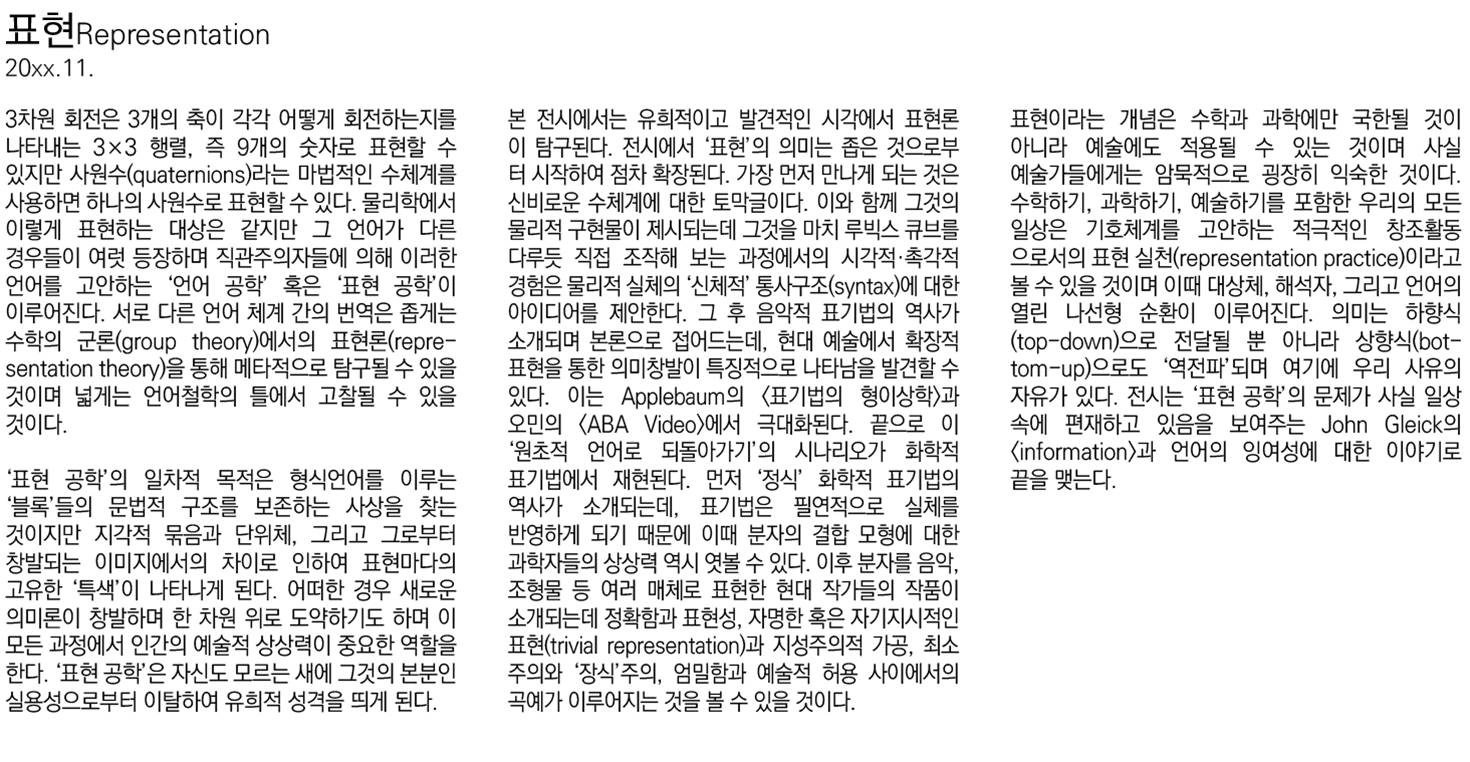 표현Representation
20xx.11.
3차원 회전은 3개의 축이 각각 어떻게 회전하는지를
나타내는 3×3 행렬, 즉 9개의 숫자로 표현할 수
있지만 사원수(quaternions)라는 마법적인 수체계를
사용하면 하나의 사원수로 표현할 수 있다. 물리학에서
이렇게 표현하는 대상은 같지만 그 언어가 다른
경우들이 여럿 등장하며 직관주의자들에 의해 이러한
언어를 고안하는 ‘언어 공학’ 혹은 ‘표현 공학’이
이루어진다. 서로 다른 언어 체계 간의 번역은 좁게는
수학의 군론(group theory)에서의 표현론(repre-
sentation theory)을 통해 메타적으로 탐구될 수 있을
것이며 넓게는 언어철학의 틀에서 고찰될 수 있을
것이다.
‘표현 공학’의 일차적 목적은 형식언어를 이루는
‘블록’들의 문법적 구조를 보존하는 사상을 찾는
것이지만 지각적 묶음과 단위체, 그리고 그로부터
창발되는 이미지에서의 차이로 인하여 표현마다의
고유한 ‘특색’이 나타나게 된다. 어떠한 경우 새로운
의미론이 창발하며 한 차원 위로 도약하기도 하며 이
모든 과정에서 인간의 예술적 상상력이 중요한 역할을
한다. ‘표현 공학’은 자신도 모르는 새에 그것의 본분인
실용성으로부터 이탈하여 유희적 성격을 띄게 된다.
본 전시에서는 유희적이고 발견적인 시각에서 표현론
이 탐구된다. 전시에서 ‘표현’의 의미는 좁은 것으로부
터 시작하여 점차 확장된다. 가장 먼저 만나게 되는 것은
신비로운 수체계에 대한 토막글이다. 이와 함께 그것의
물리적 구현물이 제시되는데 그것을 마치 루빅스 큐브를
다루듯 직접 조작해 보는 과정에서의 시각적·촉각적
경험은 물리적 실체의 ‘신체적’ 통사구조(syntax)에 대한
아이디어를 제안한다. 그 후 음악적 표기법의 역사가
소개되며 본론으로 접어드는데, 현대 예술에서 확장적
표현을 통한 의미창발이 특징적으로 나타남을 발견할 수
있다. 이는 Applebaum의 〈표기법의 형이상학〉과
오민의 〈ABA Video〉에서 극대화된다. 끝으로 이
‘원초적 언어로 되돌아가기’의 시나리오가 화학적
표기법에서 재현된다. 먼저 ‘정식’ 화학적 표기법의
역사가 소개되는데, 표기법은 필연적으로 실체를
반영하게 되기 때문에 이때 분자의 결합 모형에 대한
과학자들의 상상력 역시 엿볼 수 있다. 이후 분자를 음악,
조형물 등 여러 매체로 표현한 현대 작가들의 작품이
소개되는데 정확함과 표현성, 자명한 혹은 자기지시적인
표현(trivial representation)과 지성주의적 가공, 최소
주의와 ‘장식’주의, 엄밀함과 예술적 허용 사이에서의
곡예가 이루어지는 것을 볼 수 있을 것이다.
표현이라는 개념은 수학과 과학에만 국한될 것이
아니라 예술에도 적용될 수 있는 것이며 사실
예술가들에게는 암묵적으로 굉장히 익숙한 것이다.
수학하기, 과학하기, 예술하기를 포함한 우리의 모든
일상은 기호체계를 고안하는 적극적인 창조활동
으로서의 표현 실천(representation practice)이라고
볼 수 있을 것이며 이때 대상체, 해석자, 그리고 언어의
열린 나선형 순환이 이루어진다. 의미는 하향식
(top-down)으로 전달될 뿐 아니라 상향식(bot-
tom-up)으로도 ‘역전파’되며 여기에 우리 사유의
자유가 있다. 전시는 ‘표현 공학’의 문제가 사실 일상
속에 편재하고 있음을 보여주는 John Gleick의
〈information〉과 언어의 잉여성에 대한 이야기로
끝을 맺는다.